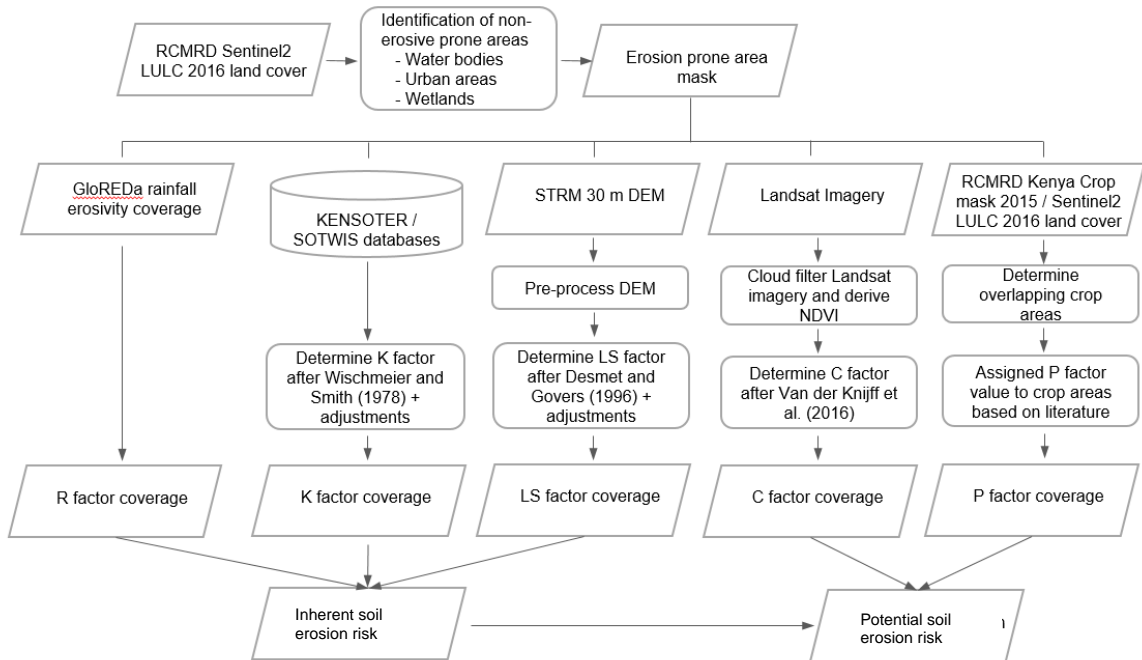 RCMRD Sentinel2
LULC 2016 land cover
Identification of non-
erosive prone areas
- Water bodies
- Urban areas
- Wetlands
Erosion prone area
mask
GloREDa rainfall
erosivity coverage
KENSOTER /
SOTWIS databases
STRM 30 m DEM
Landsat Imagery
RCMRD Kenya Crop
mask 2015 / Sentinel2
LULC 2016 land cover
Pre-process DEM
Cloud filter Landsat
imagery and derive
NDVI
Determine
overlapping crop
areas
Determine K factor
after Wischmeier and
Smith (1978) +
adjustments
Determine LS factor
after Desmet and
Govers (1996) +
adjustments
Determine C factor
after Van der Knijff et
al. (2016)
Assigned P factor
value to crop areas
based on literature
R factor coverage
K factor coverage
LS factor coverage
C factor coverage
P factor coverage
Inherent soil
erosion risk
Potential soil
erosion risk